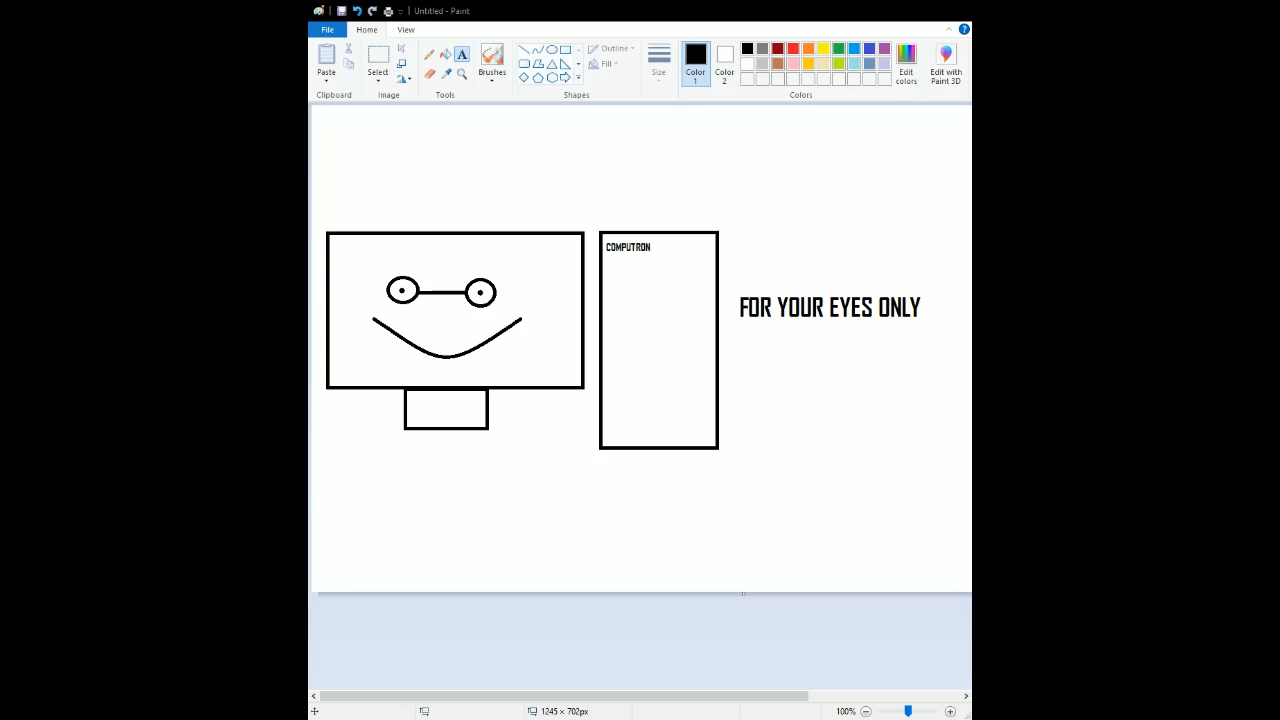 Untitled - Paint
File
Home
View
Paste
Select
Brushes
Outline
Fill
Size
Color
1
Color
2
Edit
colors
Edit with
Paint 3D
Clipboard
Image
Tools
Shapes
Colors
COMPUTRON
FOR YOUR EYES ONLY
1245 × 702px
100%